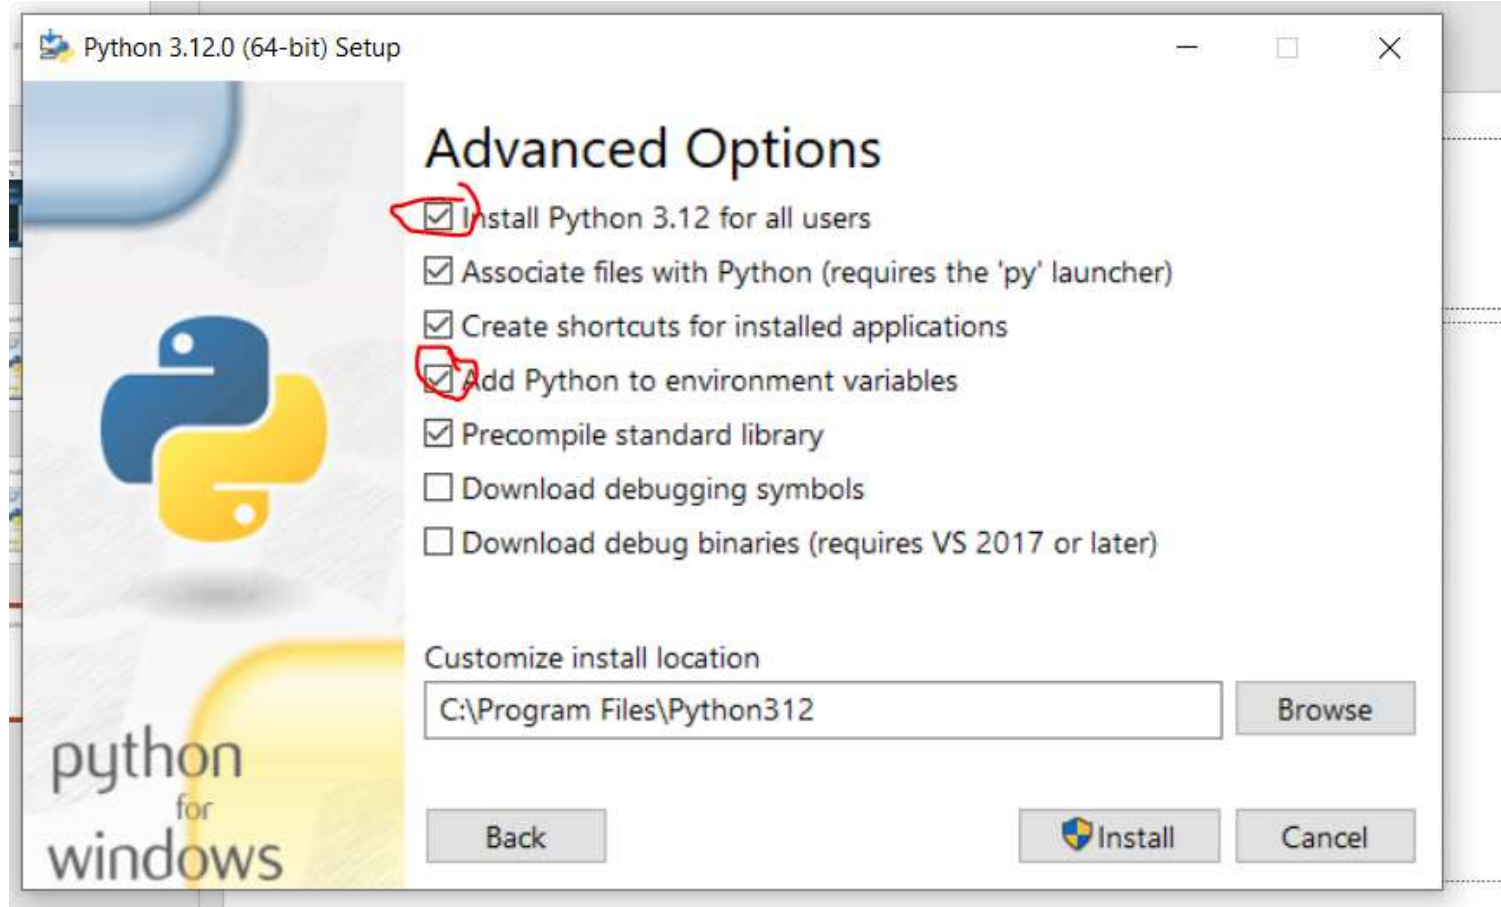 Python 3.12.0 (64-bit) Setup
Advanced Options
Install Python 3.12 for all users
Associate files with Python (requires the 'py' launcher)
Create shortcuts for installed applications
Add Python to environment variables
Precompile standard library
Download debugging symbols
Download debug binaries (requires VS 2017 or later)
Customize install location
C:\Program Files\Python312
Browse
python
for
windows
Back
Install
Cancel